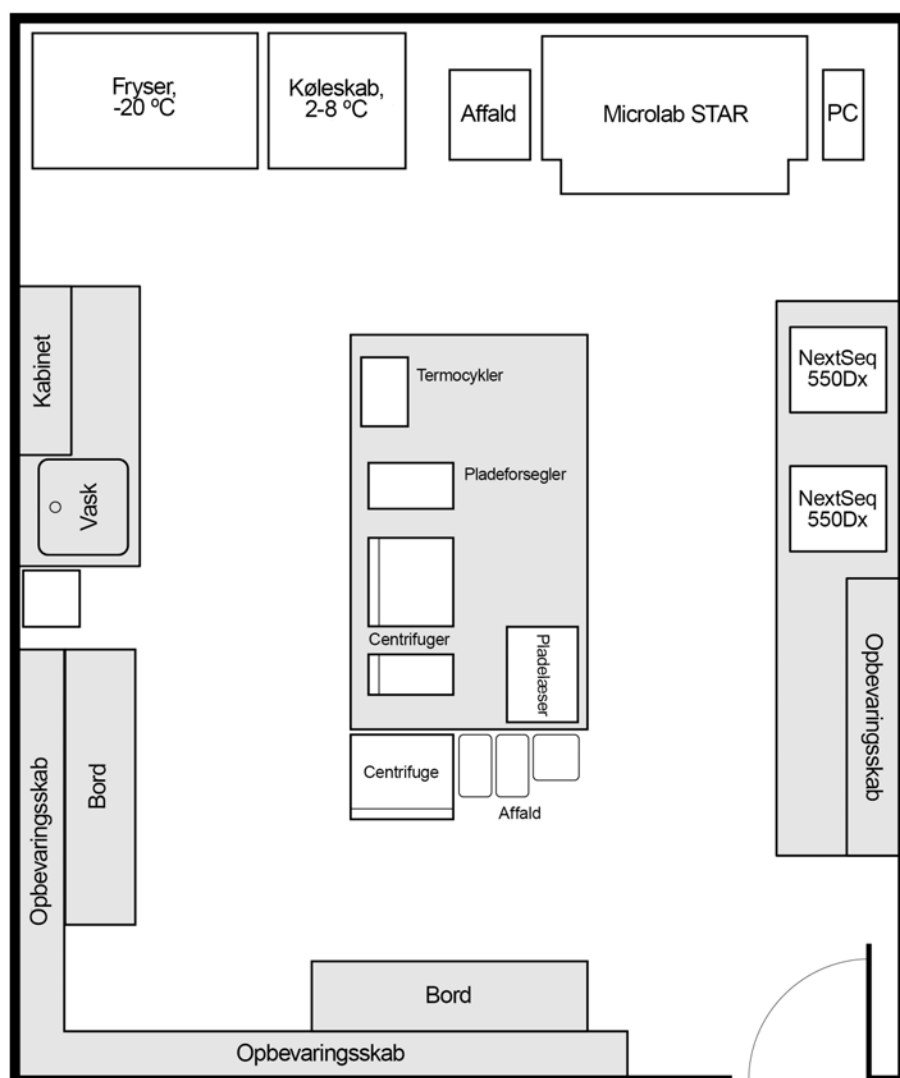 Fryser,
-20 ºC
Køleskab,
2-8 ºC
Affald
Microlab STAR
PC
Kabinet
Vask
Termocykler
Pladeforsegler
Centrifuger
Pladelæser
NextSeq
550Dx
NextSeq
550Dx
Opbevaringsskab
Opbevaringsskab
Bord
Centrifuge
Affald
Bord
Opbevaringsskab